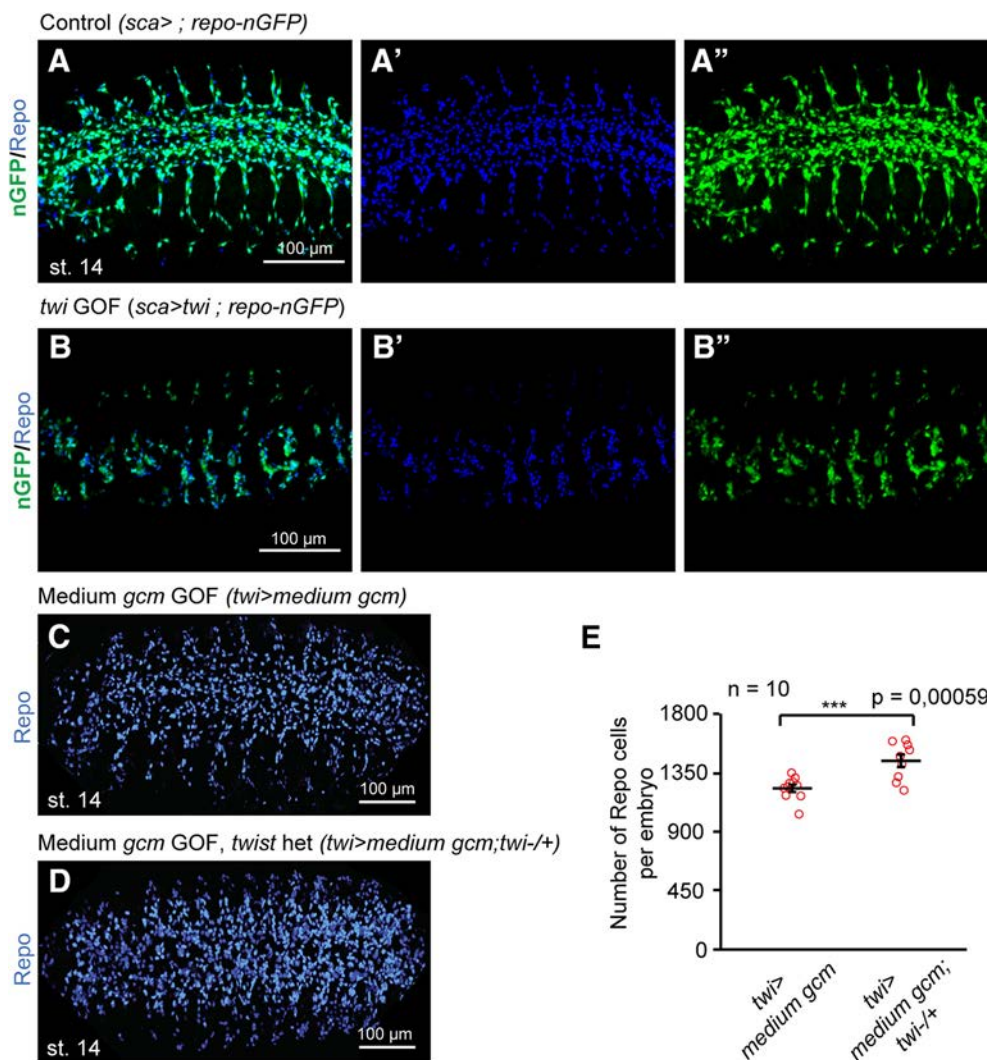 Control (sca> ; repo-nGFP)
A
A'
A"
nGFP/Repo
100 µm
st. 14
twi GOF (sca>twi ; repo-nGFP)
B
B'
B"
nGFP/Repo
100 µm
Medium gcm GOF (twi>medium gcm)
C
Repo
100 µm
st. 14
Medium gcm GOF, twist het (twi>medium gcm;twi-/+)
D
Repo
100 µm
st. 14
E
n = 10
***
p = 0,00059
Number of Repo cells
per embryo
1800
1350
900
450
0
twi>
medium gcm
twi>
medium gcm;
twi-/+